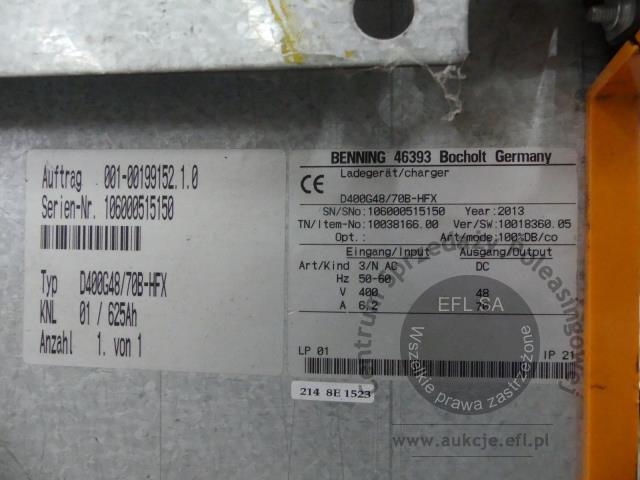 Auftrag 001-00199152.1.0
Serien-Nr. 106000515150
Typ D400G48/70B-HFX
KNL 01 / 625Ah
Anzahl 1. von 1
BENNING 46393 Bocholt Germany
CE
Ladegerät/charger
D400G48/70B-HFX
SN/SNo:106000515150 Year:2013
TN/Item-No:10038166.00 Ver/SW:10018360.05
Opt.: Art/mode:100%DB/co
Eingang/Input Ausgang/Output
Art/Kind 3/N AC DC
Hz 50-60
V 400 48
A 6.2 70
LP 01 IP 21
214 8E 1523
Centrum sprzedaży poleasingowej
EFL SA
Wszelkie prawa zastrzeżone
www.aukcje.efl.pl